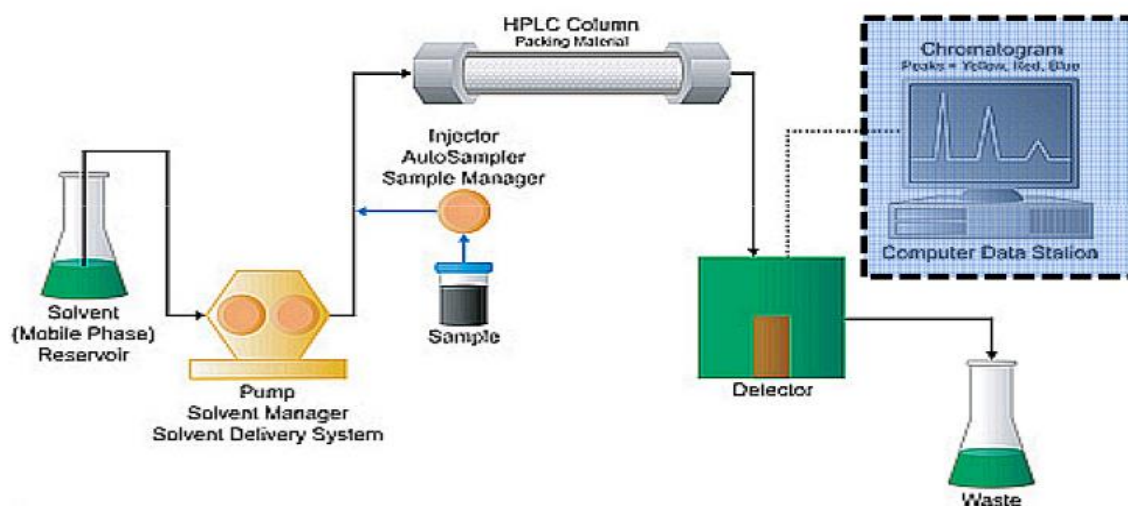 HPLC Column
Packing Material
Chromatogram
Peaks = Yellow, Red, Blue
Injector
AutoSampler
Sample Manager
Computer Data Station
Solvent
(Mobile Phase)
Reservoir
Sample
Pump
Solvent Manager
Solvent Delivery System
Detector
Waste